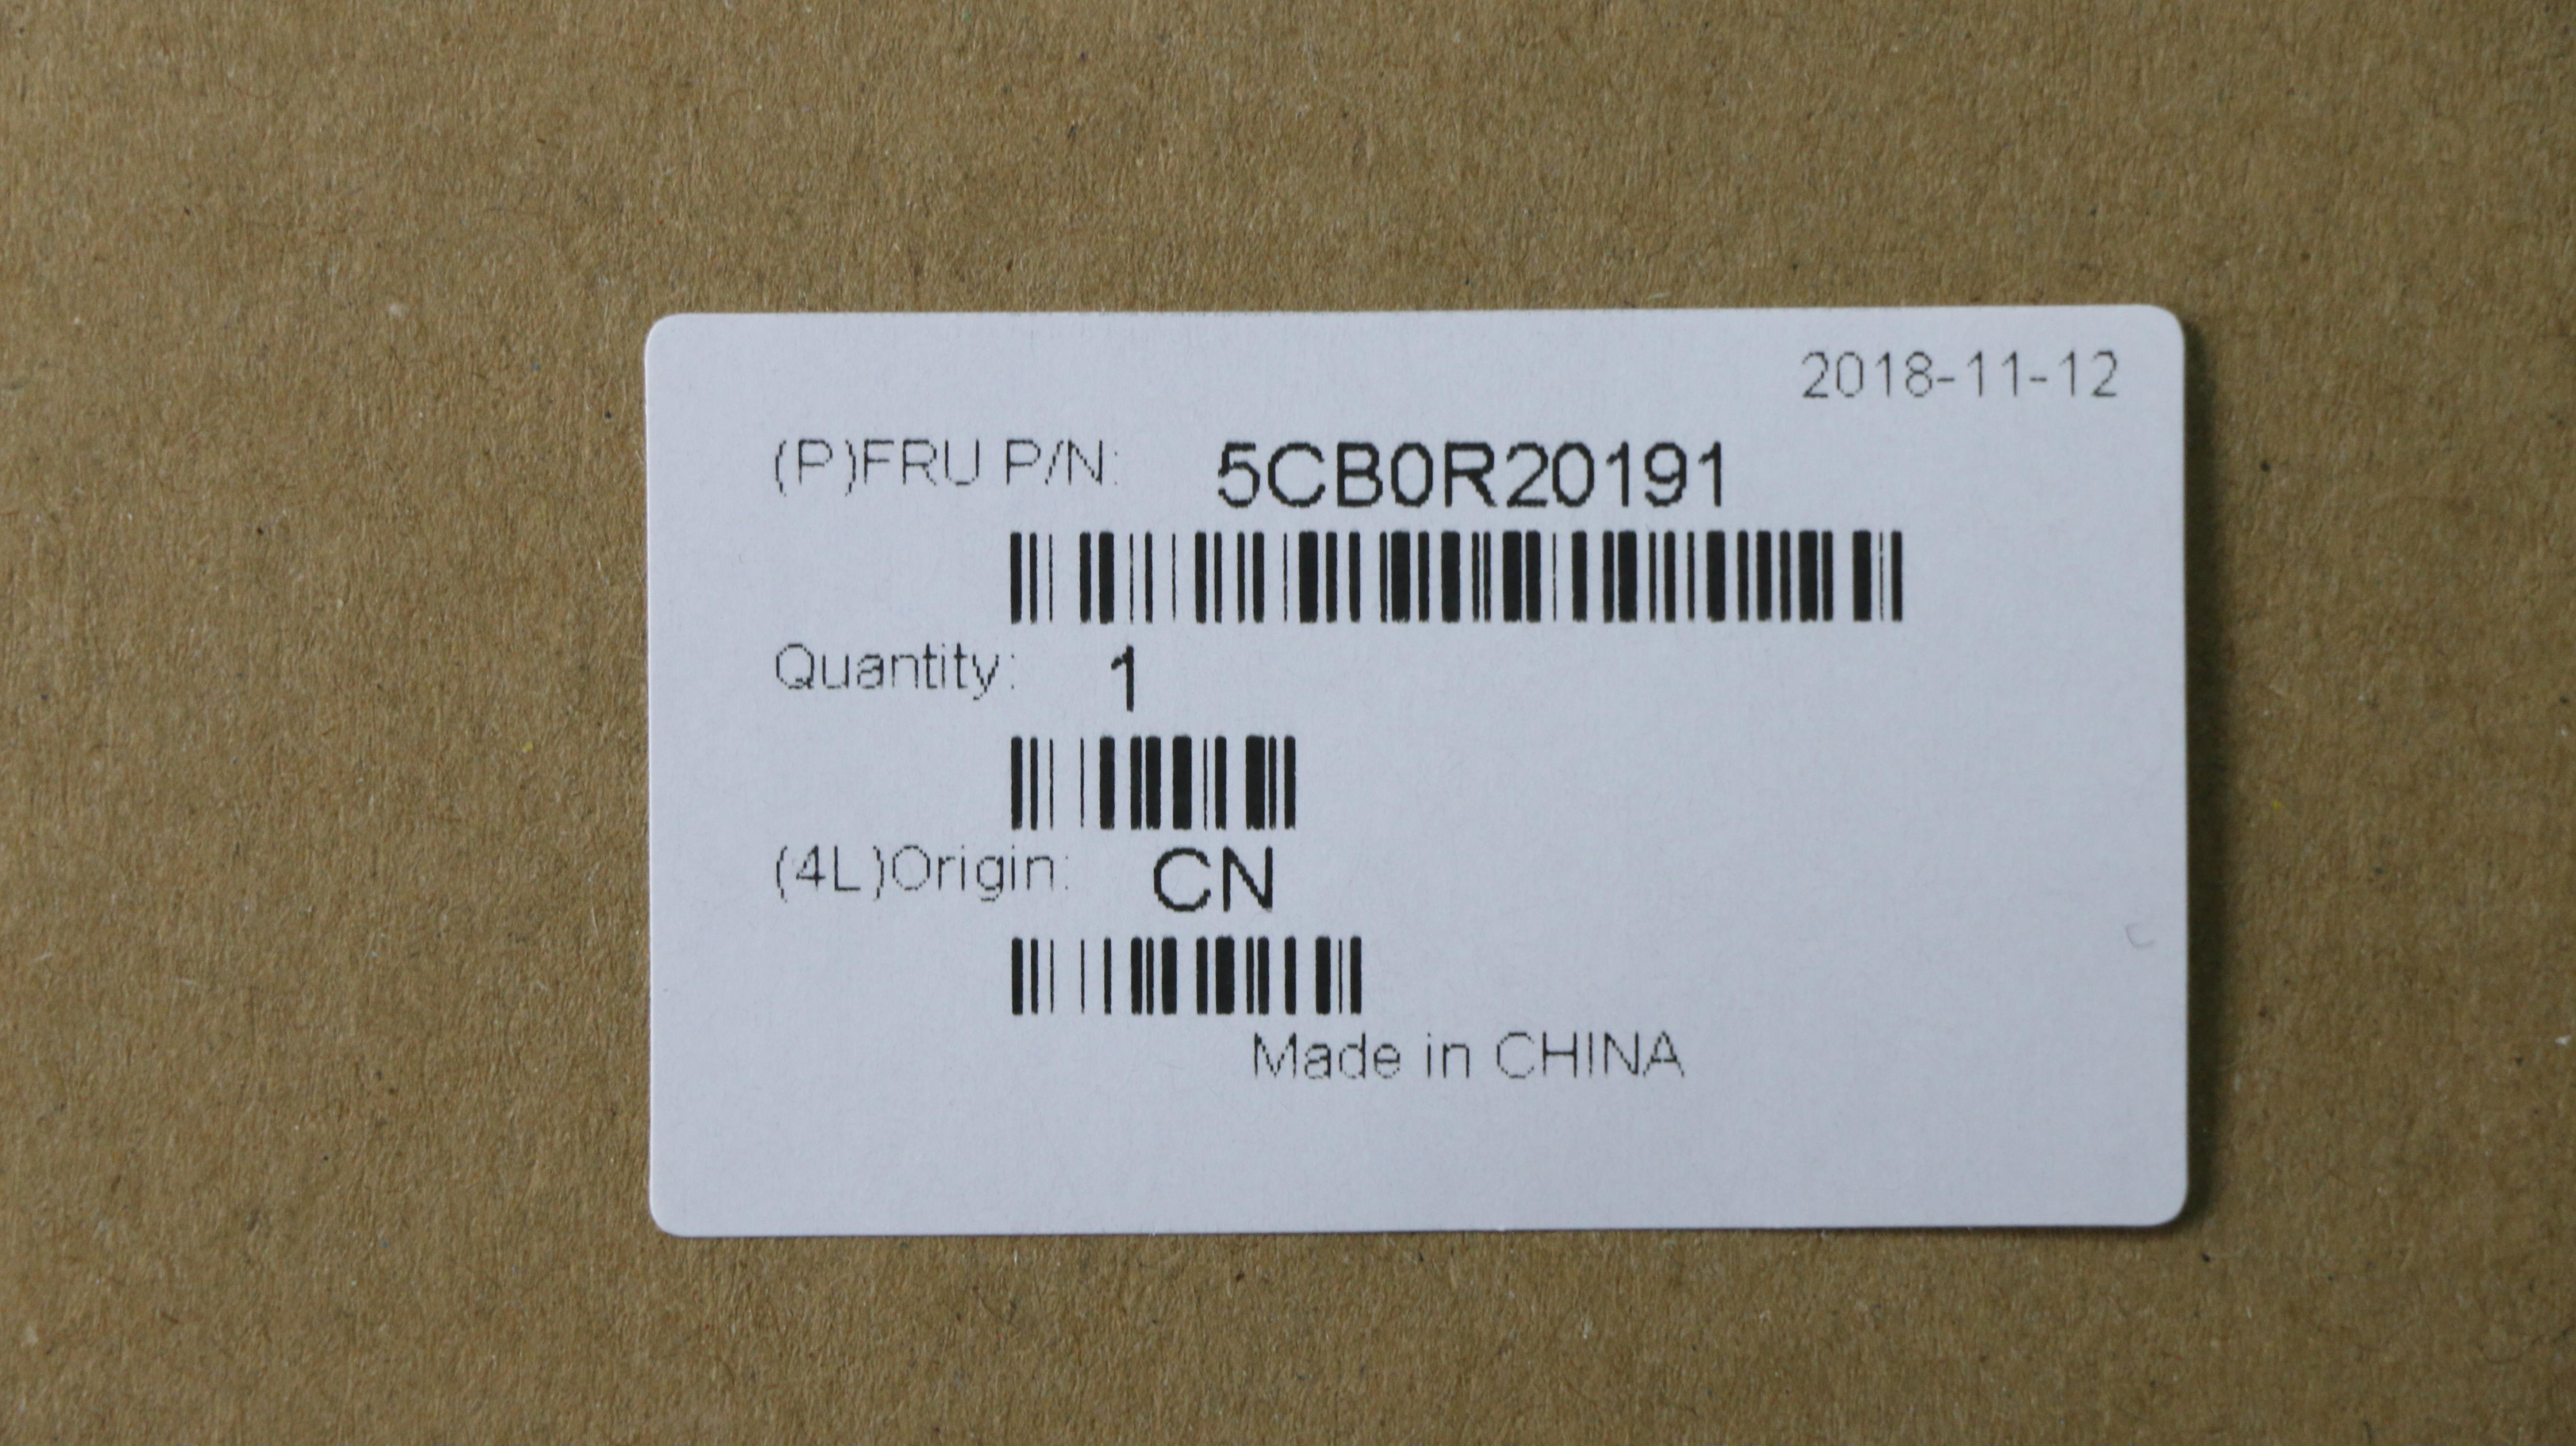 2018-11-12
(P)FRU P/N: 5CB0R20191
Quantity: 1
(4L)Origin: CN
Made in CHINA